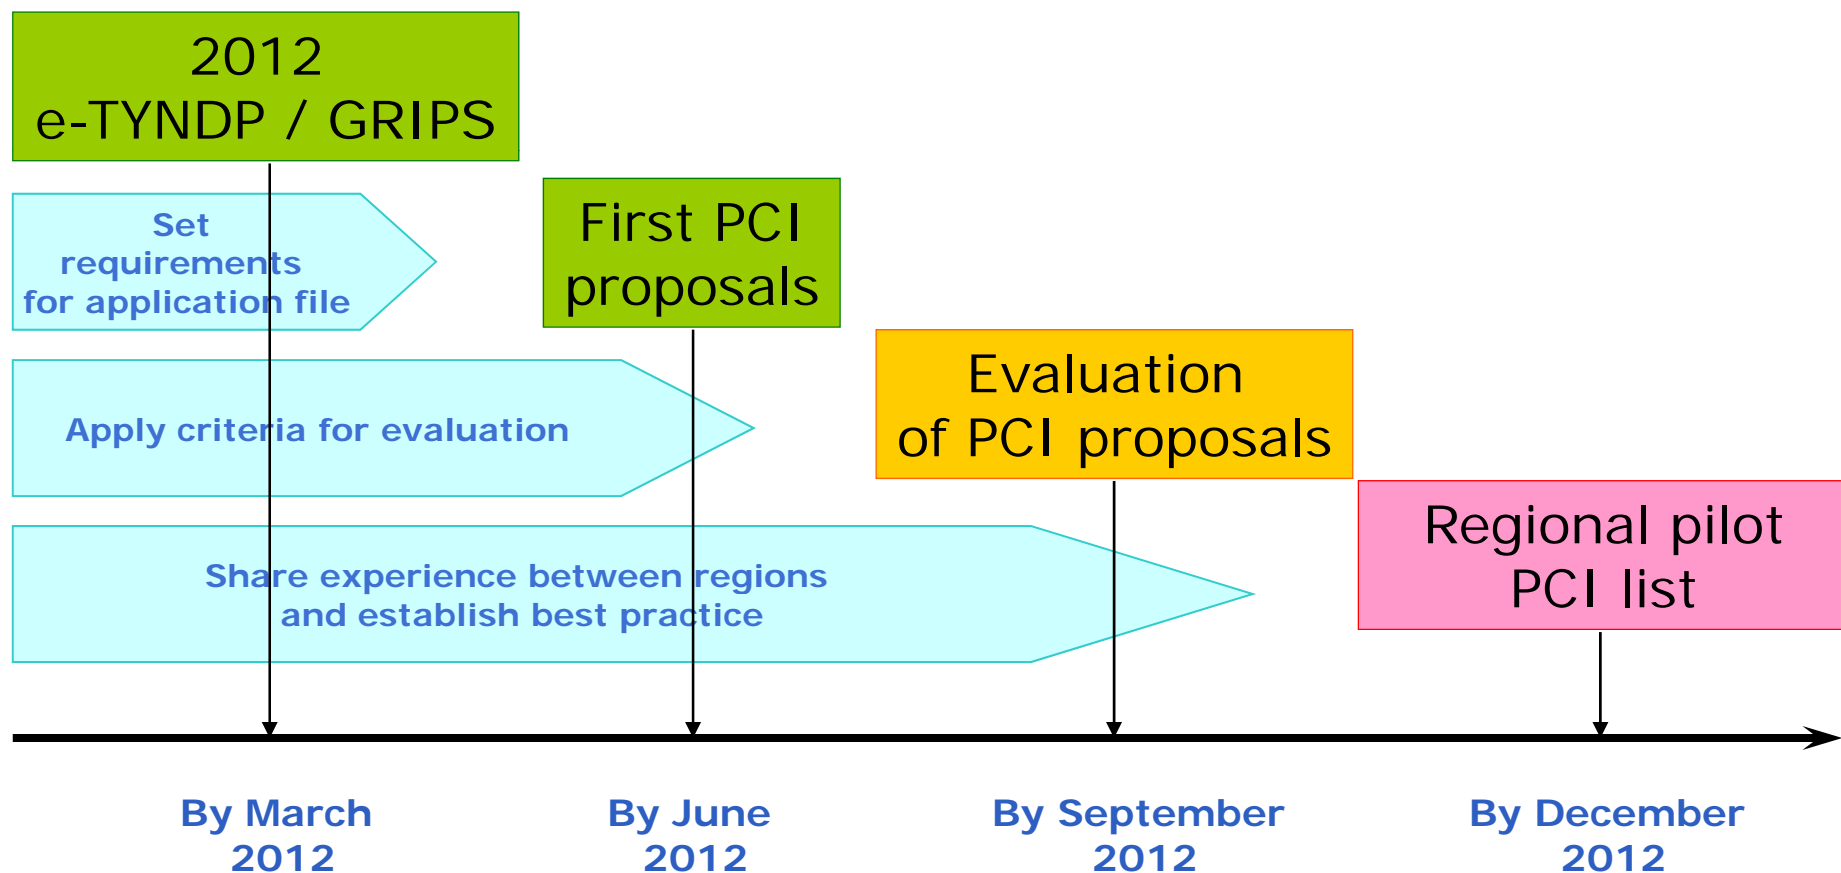 2012
e-TYNDP / GRIPS
Set
requirements
for application file
First PCI
proposals
Apply criteria for evaluation
Evaluation
of PCI proposals
Share experience between regions
and establish best practice
Regional pilot
PCI list
By March
2012
By June
2012
By September
2012
By December
2012